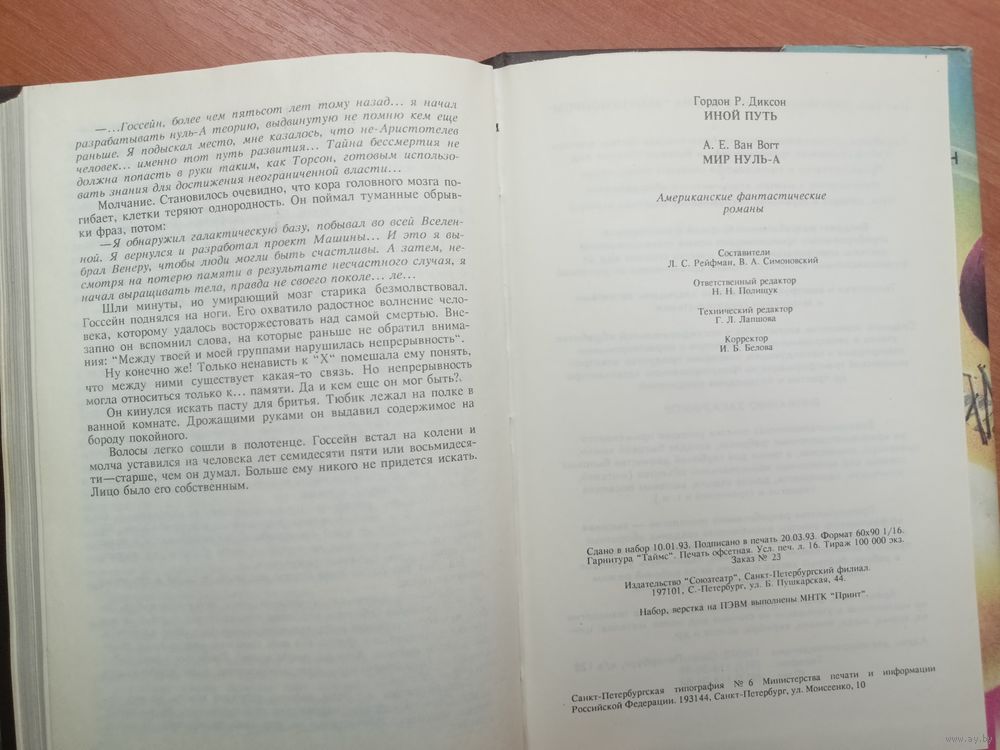 —...Госсейн, более чем пятьсот лет тому назад... я начал
разрабатывать нуль-А теорию, выдвинутую не помню кем еще
раньше. Я подыскал место, мне казалось, что не-Аристотелев
человек... именно тот путь развития... Тайна бессмертия не
должна попасть в руки таким, как Торсон, готовым использо-
вать знания для достижения неограниченной власти...
Молчание. Становилось очевидно, что кора головного мозга по-
гибает, клетки теряют однородность. Он поймал туманные обрыв-
ки фраз, потом:
—Я обнаружил галактическую базу, побывал во всей Вселен-
ной. Я вернулся и разработал проект Машины... И это я вы-
брал Венеру, чтобы люди могли быть счастливы. А затем, не-
смотря на потерю памяти в результате несчастного случая, я
начал выращивать тела, правда не своего поколе... ле...
Шли минуты, но умирающий мозг старика безмолвствовал.
Госсейн поднялся на ноги. Его охватило радостное волнение чело-
века, которому удалось восторжествовать над самой смертью. Вне-
запно он вспомнил слова, на которые раньше не обратил внима-
ния: "Между твоей и моей группами нарушилась непрерывность".
Ну конечно же! Только ненависть к "Х" помешала ему понять,
что между ними существует какая-то связь. Но непрерывность
могла относиться только к... памяти. Да и кем еще он мог быть?.
Он кинулся искать пасту для бритья. Тюбик лежал на полке в
ванной комнате. Дрожащими руками он выдавил содержимое на
бороду покойного.
Волосы легко сошли в полотенце. Госсейн встал на колени и
молча уставился на человека лет семидесяти пяти или восьмидеся-
ти—старше, чем он думал. Больше ему никого не придется искать.
Лицо было его собственным.
Гордон Р. Диксон
ИНОЙ ПУТЬ
А. Е. Ван Вогт
МИР НУЛЬ-А
Американские фантастические
романы
Составители
Л. С. Рейфман, В. А. Симоновский
Ответственный редактор
Н. Н. Полищук
Технический редактор
Г. Л. Лапшова
Корректор
И. Б. Белова
Сдано в набор 10.01.93. Подписано в печать 20.03.93. Формат 60х90 1/16.
Гарнитура "Таймс". Печать офсетная. Усл. печ. л. 16. Тираж 100 000 экз.
Заказ № 23
Издательство "Союзтеатр", Санкт-Петербургский филиал.
197101, С.-Петербург, ул. Б. Пушкарская, 44.
Набор, верстка на ПЭВМ выполнены МНТК "Принт".
Санкт-Петербургская типография № 6 Министерства печати и информации
Российской Федерации. 193144, Санкт-Петербург, ул. Моисеенко, 10
www.ay.by